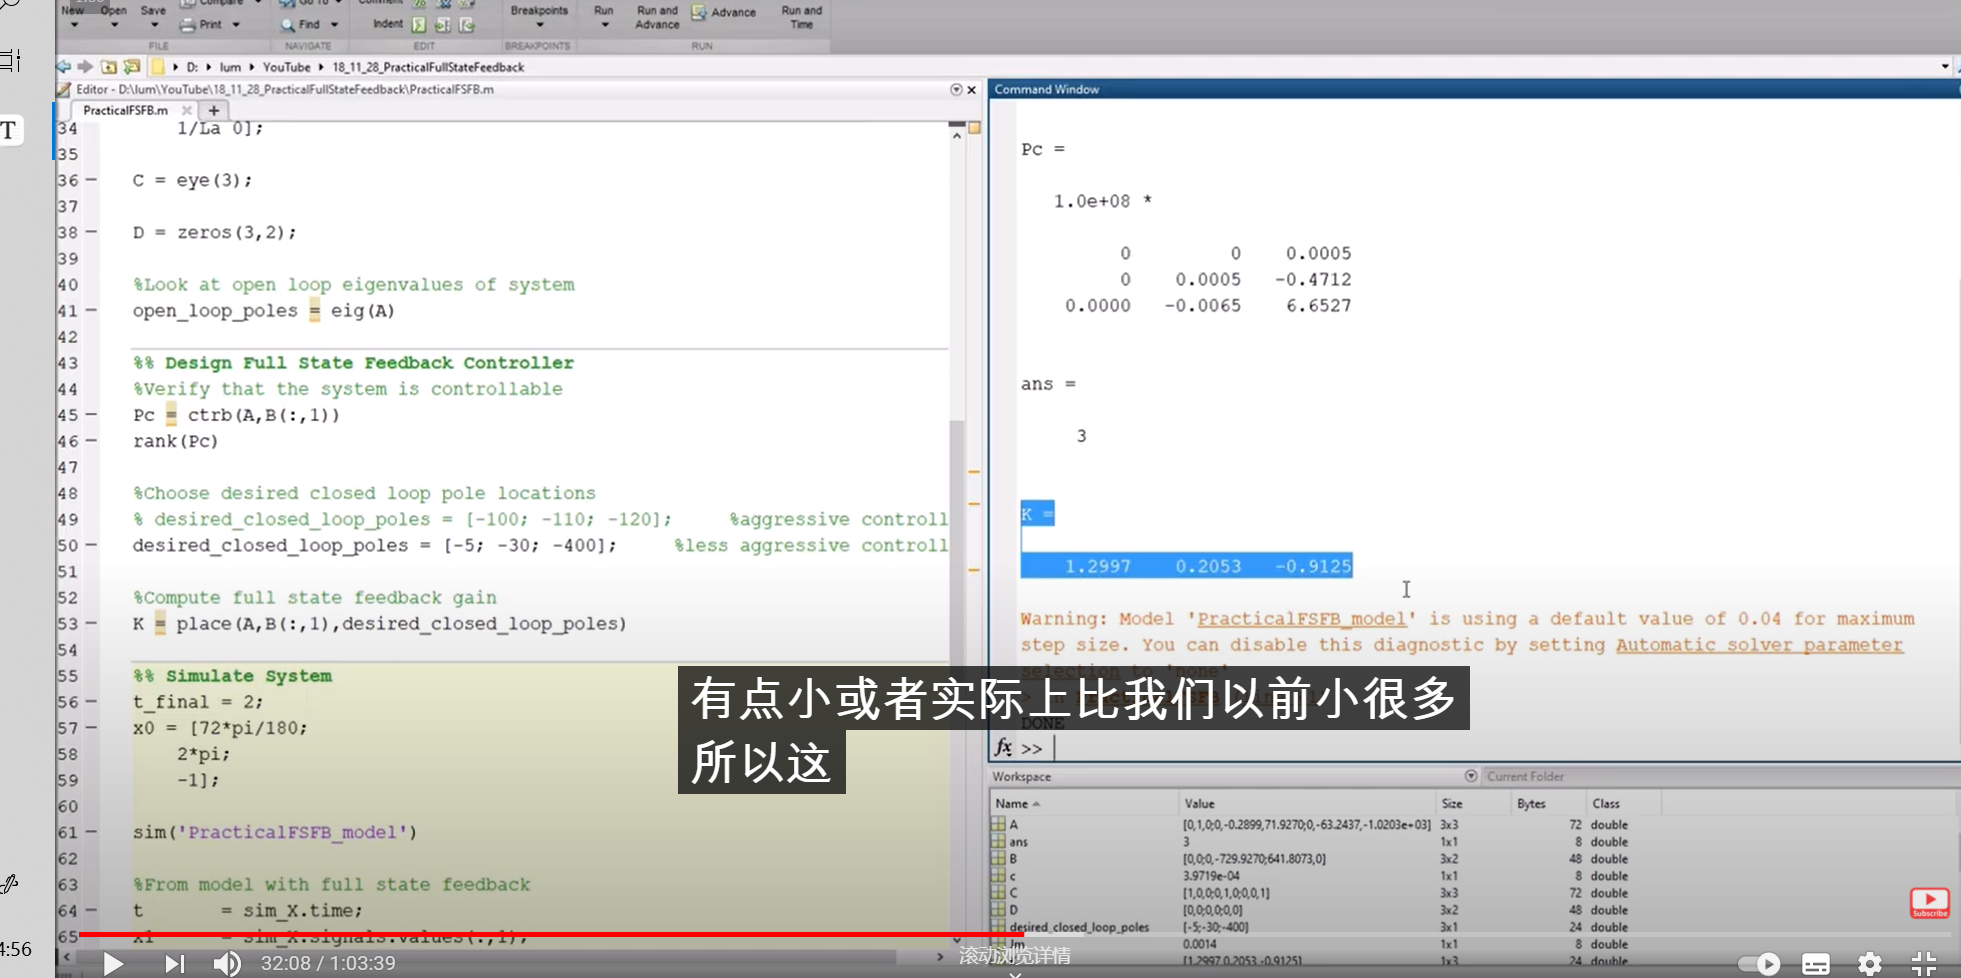 New Open Save
Compare
Print
Go To
Find
Comment
Indent
Breakpoints
Run
Run and Advance
Advance
Run and Time
FILE NAVIGATE EDIT BREAKPOINTS RUN
D: lum YouTube 18_11_28_PracticalFullStateFeedback
Editor - D:\lum\YouTube\18_11_28_PracticalFullStateFeedback\PracticalFSFB.m
PracticalFSFB.m +
T
34 1/La 0];
35
36 C = eye(3);
37
38 D = zeros(3,2);
39
40 %Look at open loop eigenvalues of system
41 open_loop_poles = eig(A)
42
43 %% Design Full State Feedback Controller
44 %Verify that the system is controllable
45 Pc = ctrb(A,B(:,1))
46 rank(Pc)
47
48 %Choose desired closed loop pole locations
49 % desired_closed_loop_poles = [-100; -110; -120]; %aggressive controll
50 desired_closed_loop_poles = [-5; -30; -400]; %less aggressive controll
51
52 %Compute full state feedback gain
53 K = place(A,B(:,1),desired_closed_loop_poles)
54
55 %% Simulate System
56 t_final = 2;
57 x0 = [72*pi/180;
58 2*pi;
59 -1];
60
61 sim('PracticalFSFB_model')
62
63 %From model with full state feedback
64 t = sim_X.time;
65 x1 = sim_X.signals.values(:,1);
Command Window
Pc =
1.0e+08 *
0 0 0.0005
0 0.0005 -0.4712
0.0000 -0.0065 6.6527
ans =
3
K =
1.2997 0.2053 -0.9125
Warning: Model 'PracticalFSFB_model' is using a default value of 0.04 for maximum
step size. You can disable this diagnostic by setting Automatic solver parameter
selection to 'none'
DONE
fx >>
有点小或者实际上比我们以前小很多
所以这
Workspace Current Folder
Name Value Size Bytes Class
A [0,1,0;0,-0.2899,71.9270;0,-63.2437,-1.0203e+03] 3x3 72 double
ans 3 1x1 8 double
B [0,0;0,-729.9270;641.8073,0] 3x2 48 double
c 3.9719e-04 1x1 8 double
C [1,0,0;0,1,0;0,0,1] 3x3 72 double
D [0,0;0,0;0,0] 3x2 48 double
desired_closed_loop_poles [-5;-30;-400] 3x1 24 double
Jm 0.0014 1x1 8 double
[1.2997,0.2053,-0.9125] 1x3 24 double
Subscribe
4:56
32:08 / 1:03:39
滚动浏览详情